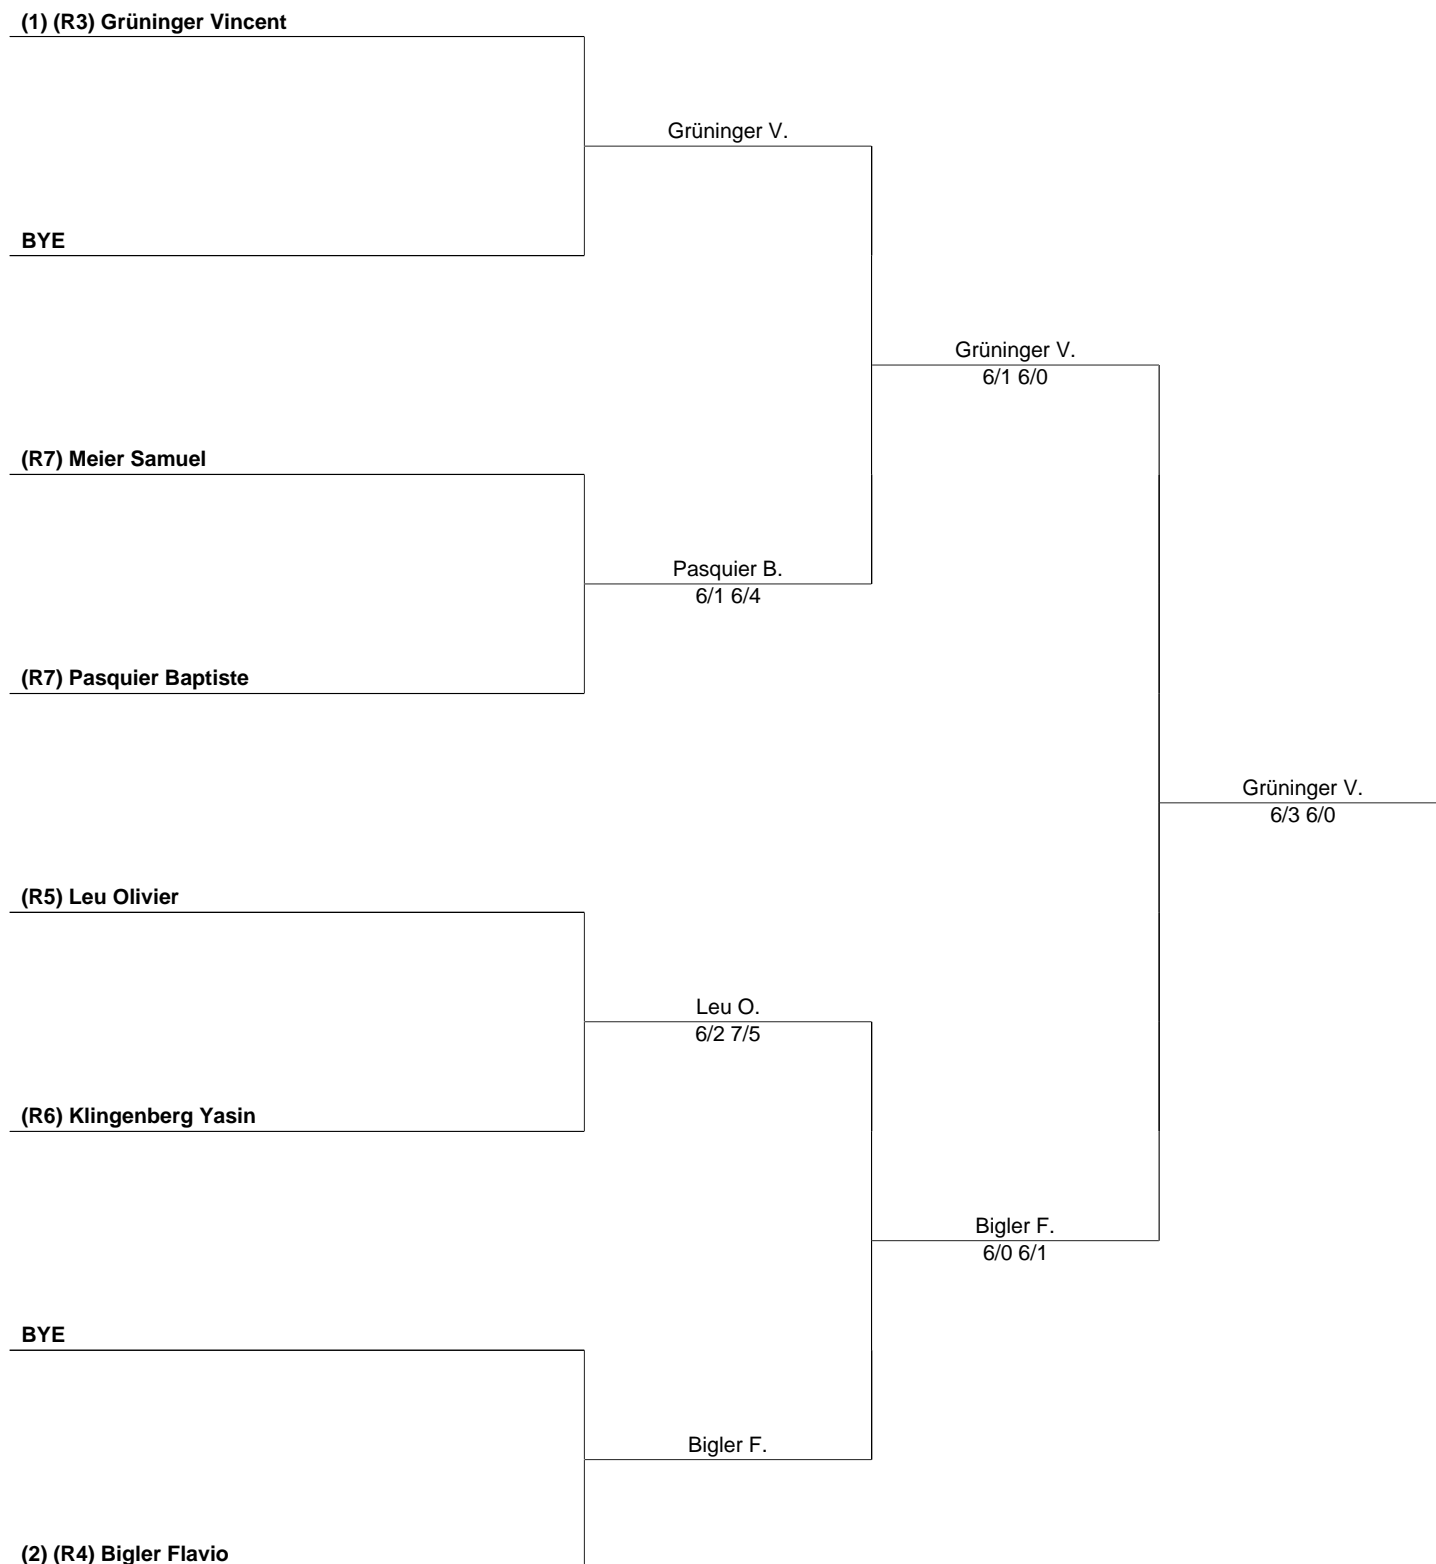 (1) (R3) Grüninger Vincent
Grüninger V.
BYE
Grüninger V.
6/1 6/0
(R7) Meier Samuel
Pasquier B.
6/1 6/4
(R7) Pasquier Baptiste
Grüninger V.
6/3 6/0
(R5) Leu Olivier
Leu O.
6/2 7/5
(R6) Klingenberg Yasin
Bigler F.
6/0 6/1
BYE
Bigler F.
(2) (R4) Bigler Flavio